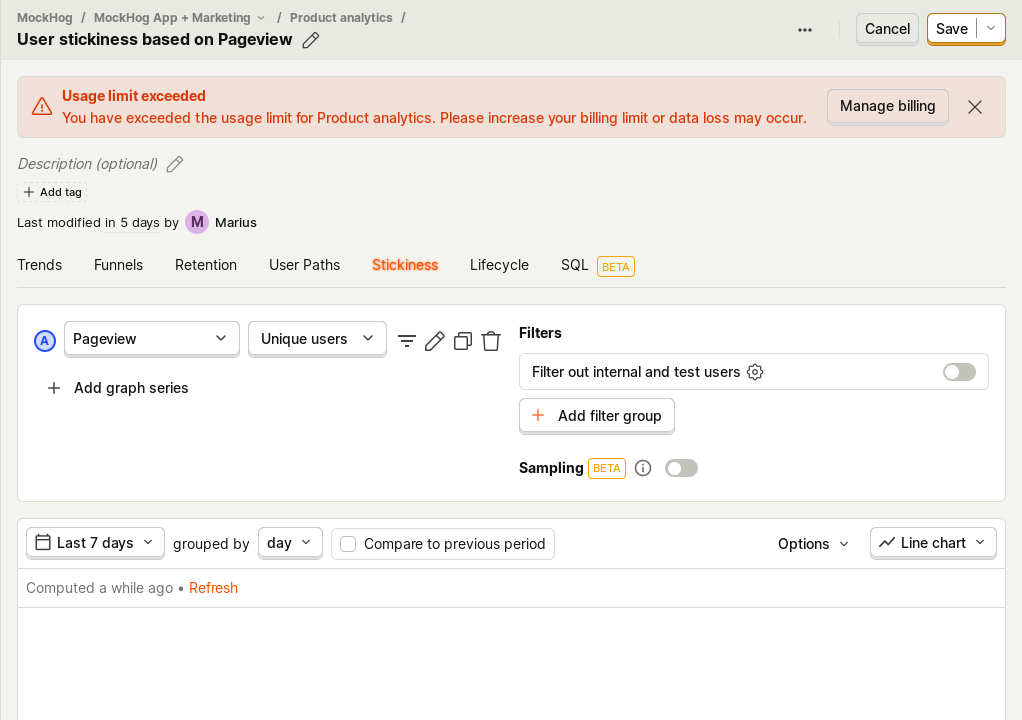 MockHog / MockHog App + Marketing / Product analytics /
User stickiness based on Pageview
Cancel
Save
Usage limit exceeded
You have exceeded the usage limit for Product analytics. Please increase your billing limit or data loss may occur.
Manage billing
Description (optional)
Add tag
Last modified in 5 days by M Marius
Trends Funnels Retention User Paths Stickiness Lifecycle SQL BETA
A Pageview Unique users
Add graph series
Filters
Filter out internal and test users
Add filter group
Sampling BETA
Last 7 days grouped by day Compare to previous period Options Line chart
Computed a while ago • Refresh